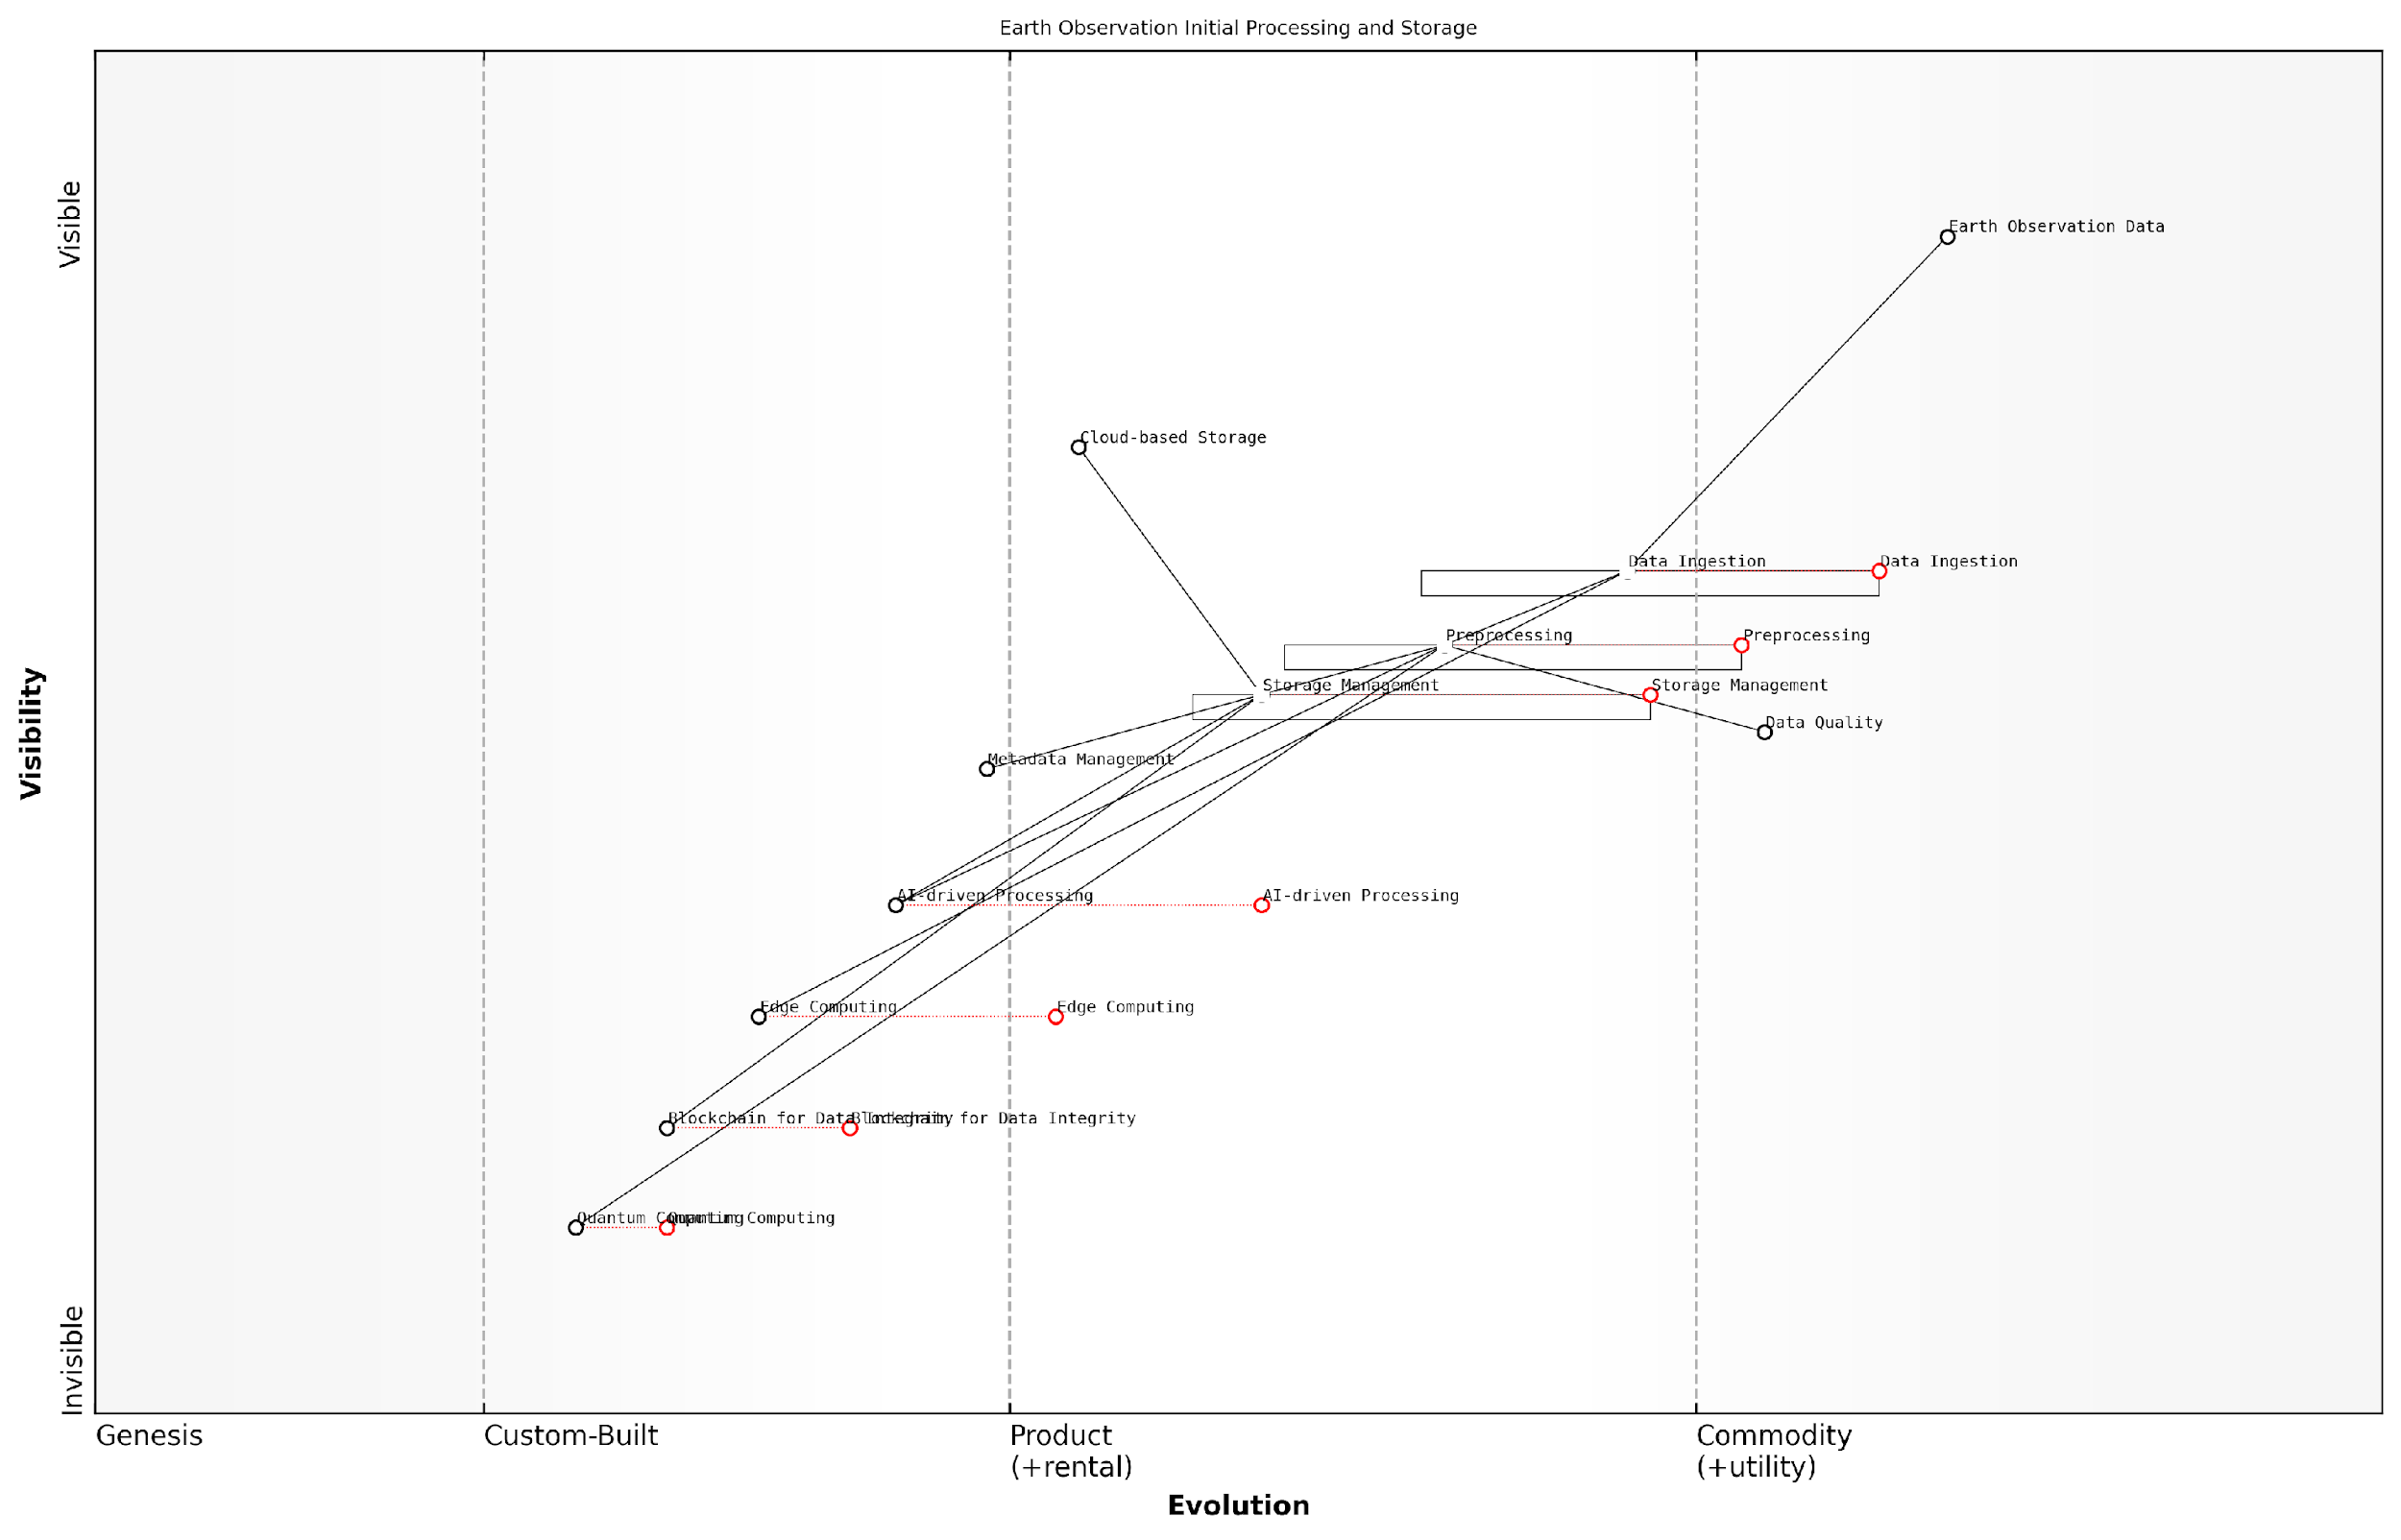 Earth Observation Initial Processing and Storage
Visible
Earth Observation Data
Cloud-based Storage
Data Ingestion
Data Ingestion
Preprocessing
Preprocessing
Storage Management
Storage Management
Data Quality
Metadata Management
Visibility
AI-driven Processing
AI-driven Processing
Edge Computing
Edge Computing
Blockchain for Data Integrity
Blockchain for Data Integrity
Quantum Computing
Quantum Computing
Invisible
Genesis
Custom-Built
Product
(+rental)
Commodity
(+utility)
Evolution